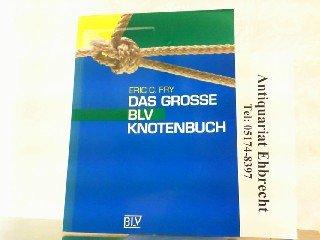 ERIC C. FRY
DAS GROSSE
BLV
KNOTENBUCH
BLV
Antiquariat Ehbrecht
Tel: 05174-8397